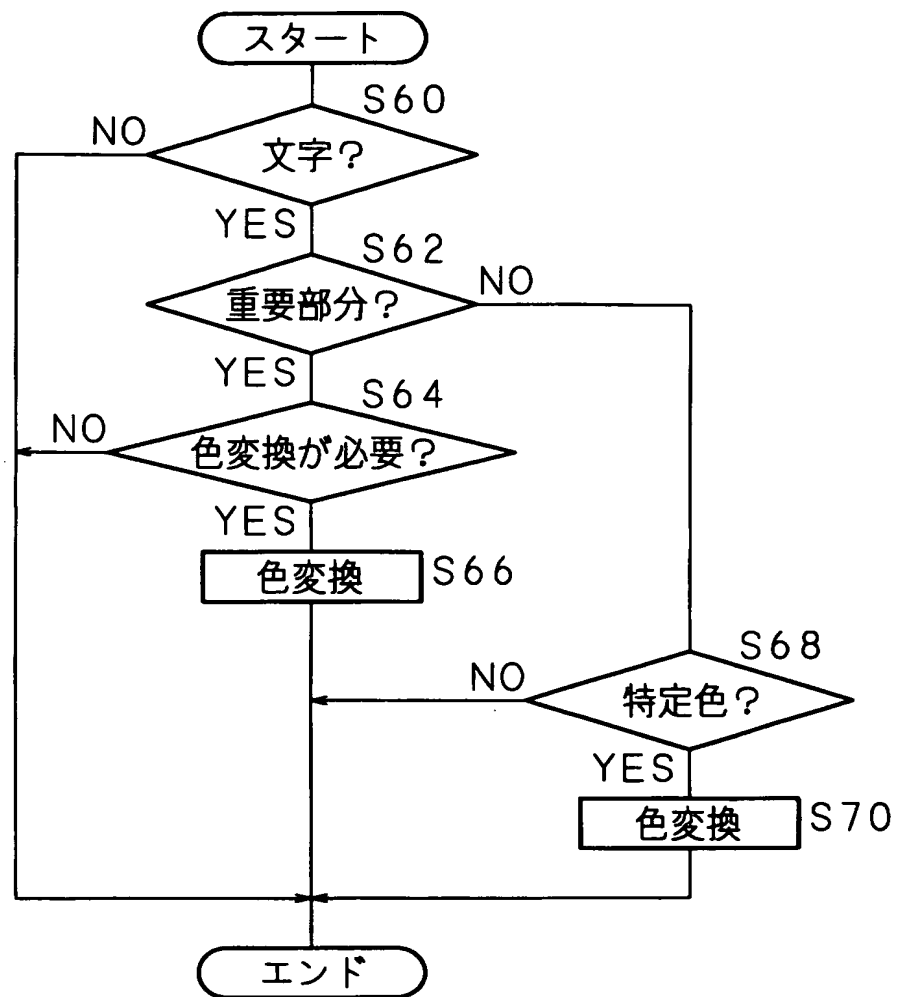 スタート
S60
NO
文字？
YES
S62
NO
重要部分？
YES
S64
NO
色変換が必要？
YES
色変換
S66
S68
NO
特定色？
YES
色変換
S70
エンド